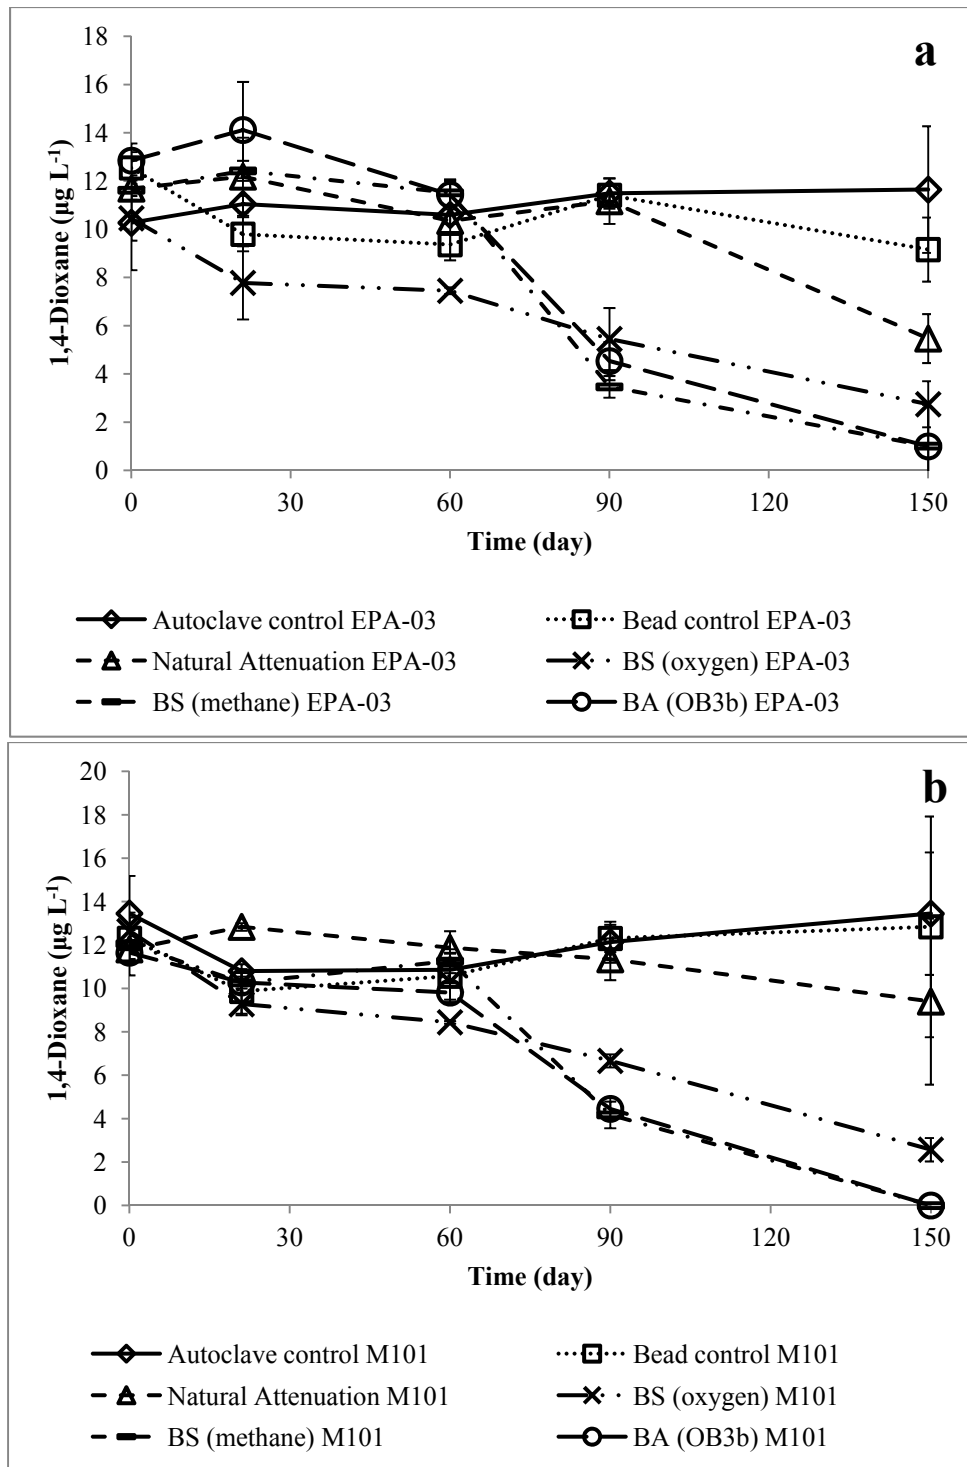 a
18
16
14
12
10
8
6
4
2
0
1,4-Dioxane (µg L-1)
0 30 60 90 120 150
Time (day)
Autoclave control EPA-03 Bead control EPA-03
Natural Attenuation EPA-03 BS (oxygen) EPA-03
BS (methane) EPA-03 BA (OB3b) EPA-03
b
20
18
16
14
12
10
8
6
4
2
0
1,4-Dioxane (µg L-1)
0 30 60 90 120 150
Time (day)
Autoclave control M101 Bead control M101
Natural Attenuation M101 BS (oxygen) M101
BS (methane) M101 BA (OB3b) M101